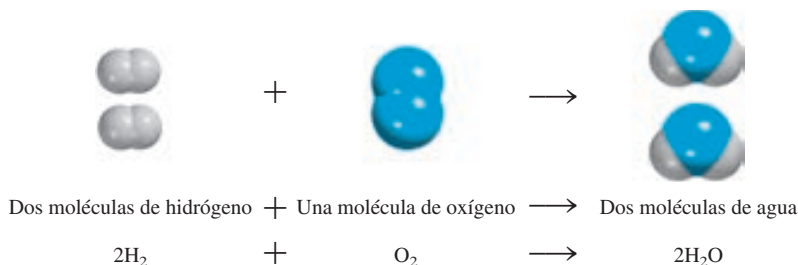 + ⟶
Dos moléculas de hidrógeno + Una molécula de oxígeno ⟶ Dos moléculas de agua
2H₂ + O₂ ⟶ 2H₂O